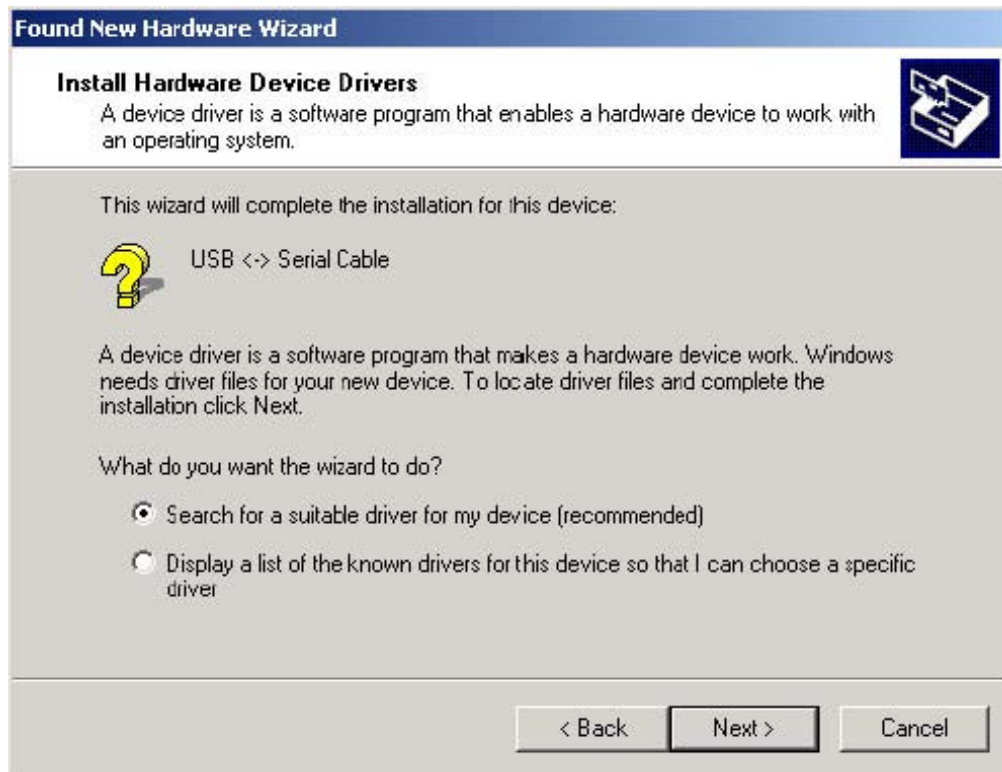 Found New Hardware Wizard
Install Hardware Device Drivers
A device driver is a software program that enables a hardware device to work with
an operating system.
This wizard will complete the installation for this device:
USB <-> Serial Cable
A device driver is a software program that makes a hardware device work. Windows
needs driver files for your new device. To locate driver files and complete the
installation click Next.
What do you want the wizard to do?
Search for a suitable driver for my device (recommended)
Display a list of the known drivers for this device so that I can choose a specific
driver
< Back Next > Cancel